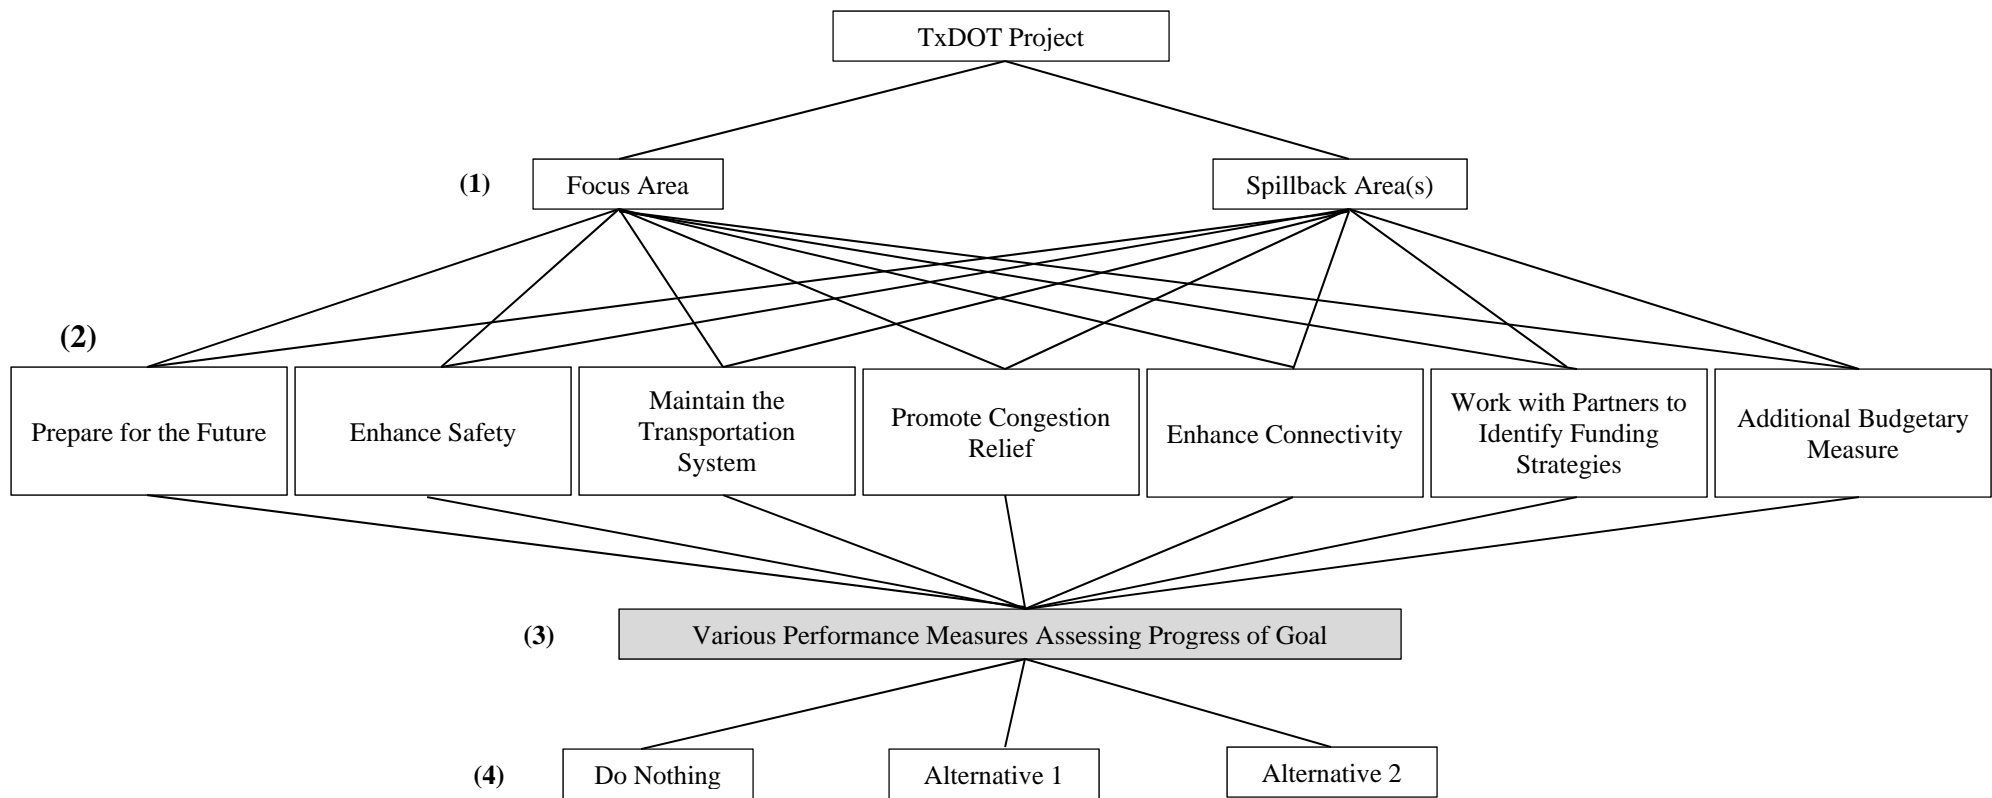 TxDOT Project
(1)
Focus Area
Spillback Area(s)
(2)
Prepare for the Future
Enhance Safety
Maintain the
Transportation
System
Promote Congestion
Relief
Enhance Connectivity
Work with Partners to
Identify Funding
Strategies
Additional Budgetary
Measure
(3)
Various Performance Measures Assessing Progress of Goal
(4)
Do Nothing
Alternative 1
Alternative 2